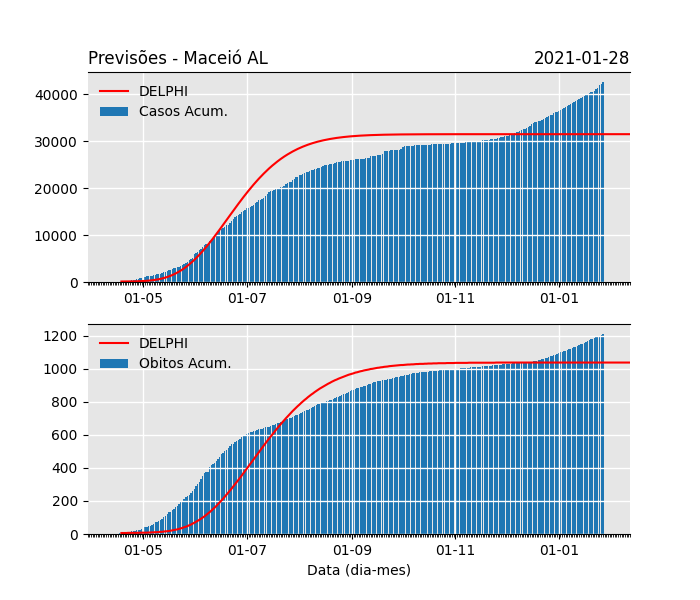 Previsões - Maceió AL 2021-01-28
DELPHI
Casos Acum.
40000
30000
20000
10000
0
01-05 01-07 01-09 01-11 01-01
DELPHI
Obitos Acum.
1200
1000
800
600
400
200
0
01-05 01-07 01-09 01-11 01-01
Data (dia-mes)